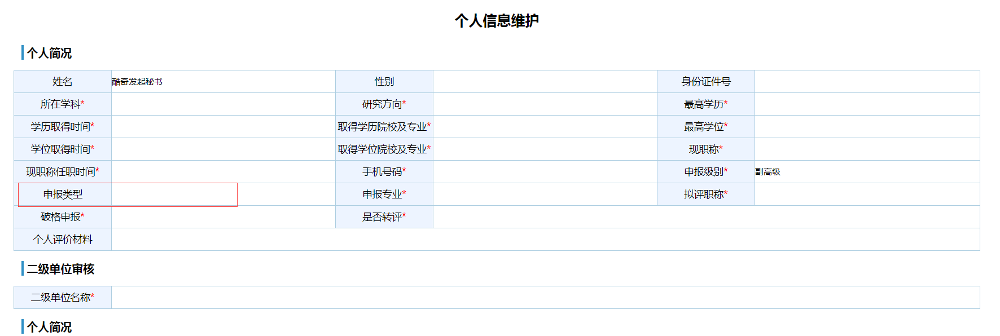 个人信息维护
个人简况
姓名 酷奇发起秘书 性别 身份证件号
所在学科* 研究方向* 最高学历*
学历取得时间* 取得学历院校及专业* 最高学位*
学位取得时间* 取得学位院校及专业* 现职称*
现职称任职时间* 手机号码* 申报级别* 副高级
申报类型 申报专业* 拟评职称*
破格申报* 是否转评*
个人评价材料
二级单位审核
二级单位名称*
个人简况